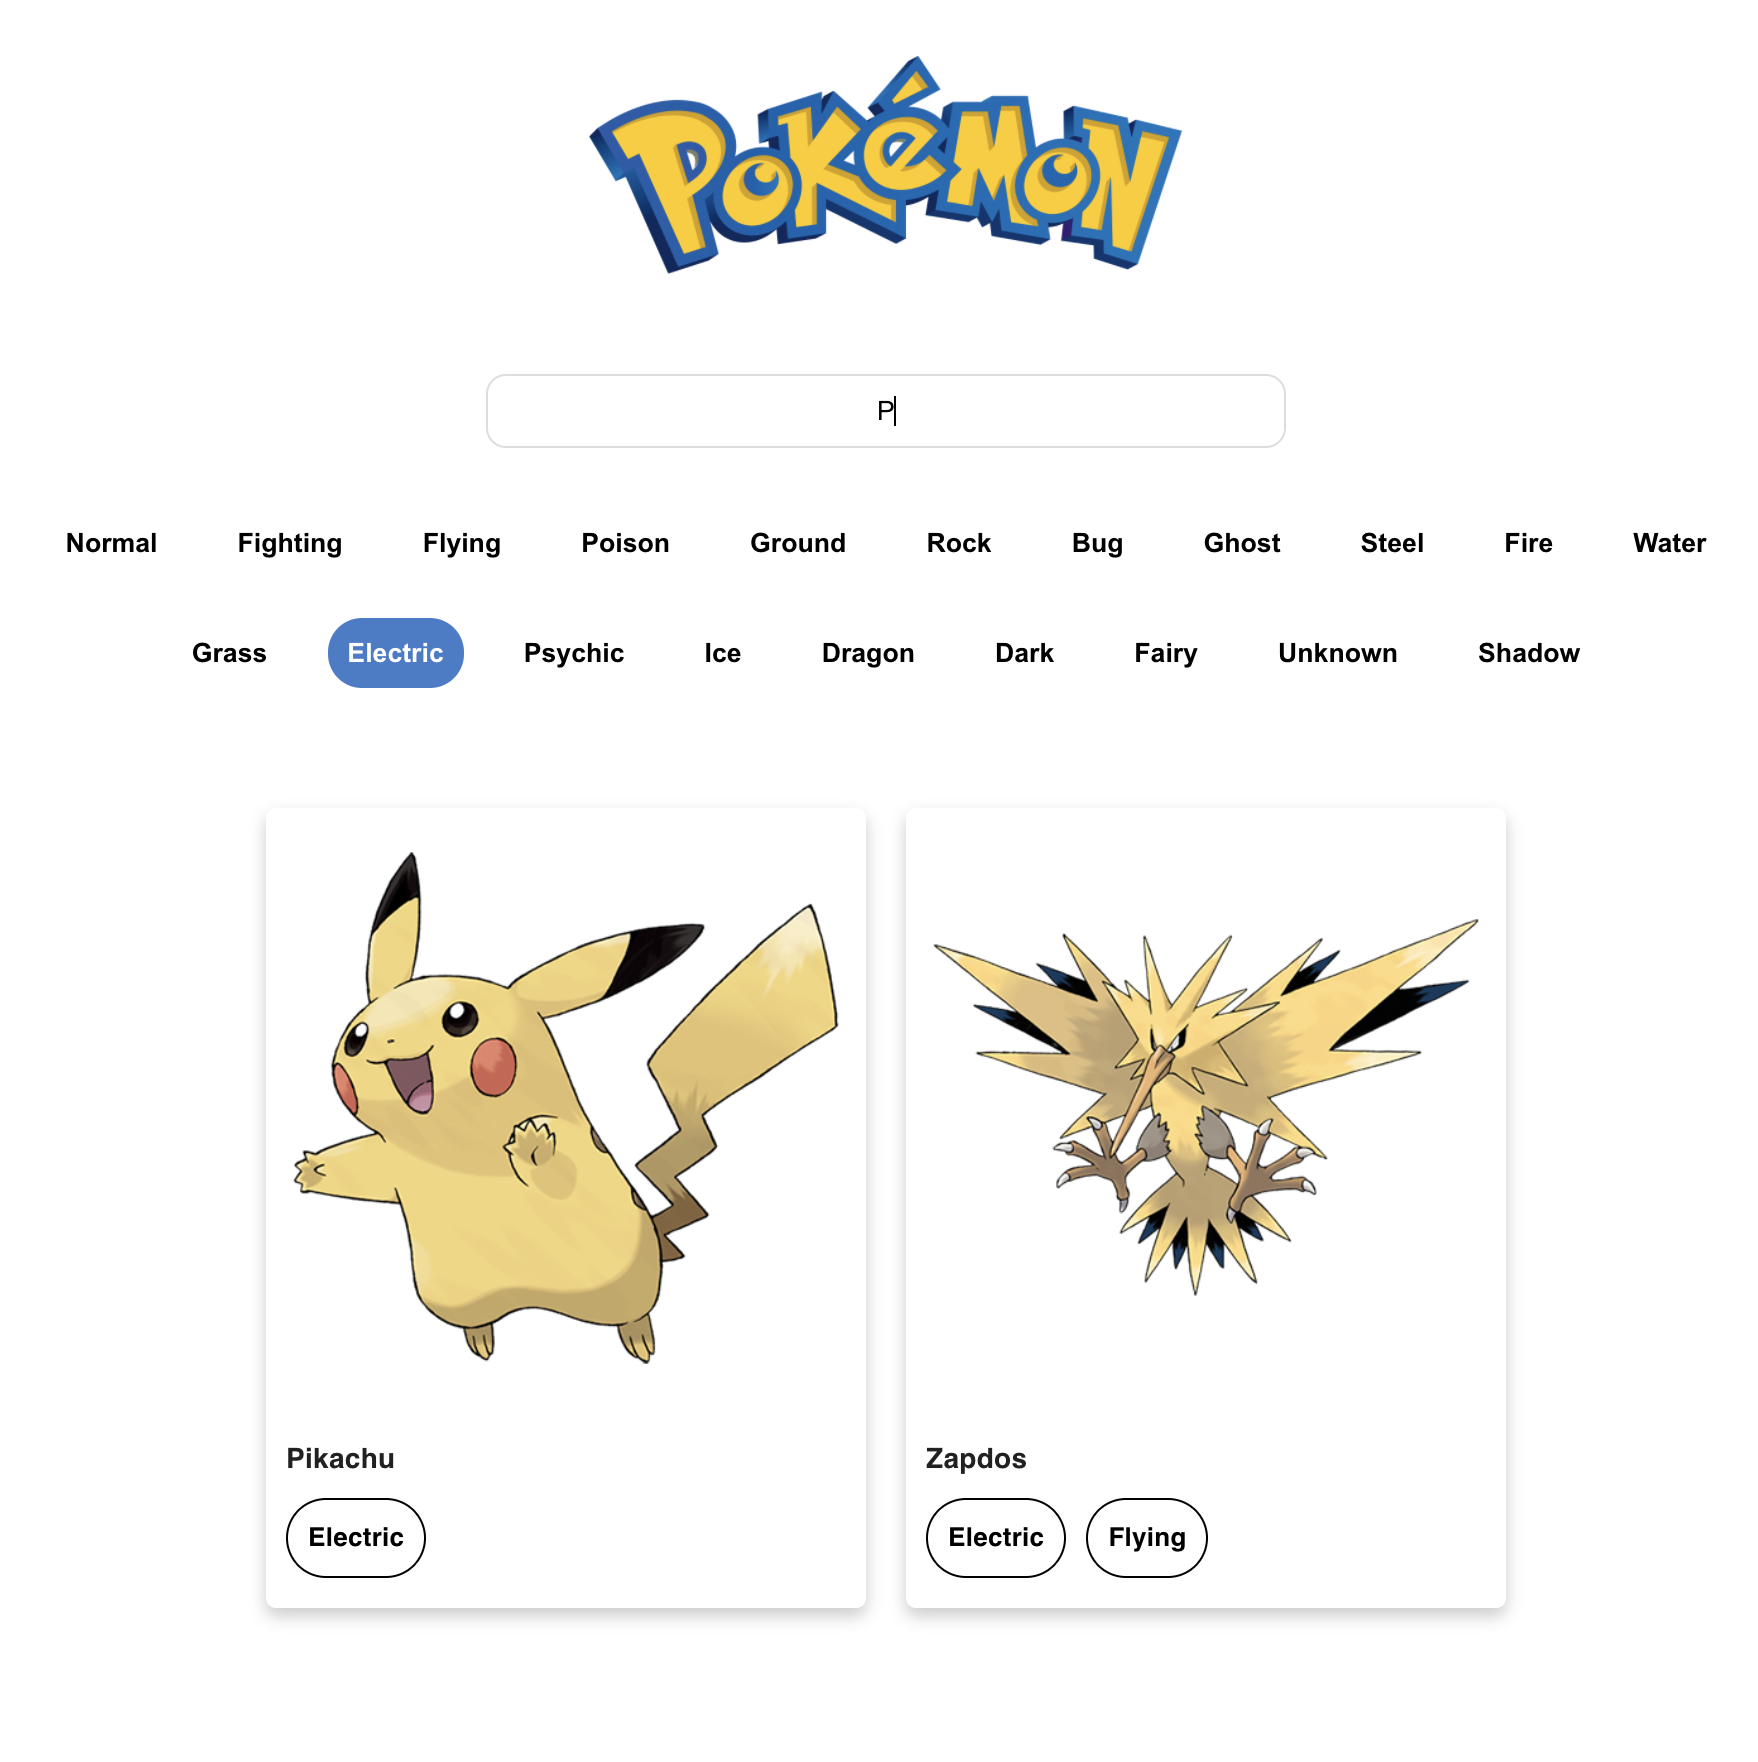 POKéMON
P
Normal Fighting Flying Poison Ground Rock Bug Ghost Steel Fire Water
Grass Electric Psychic Ice Dragon Dark Fairy Unknown Shadow
Pikachu
Electric
Zapdos
Electric Flying